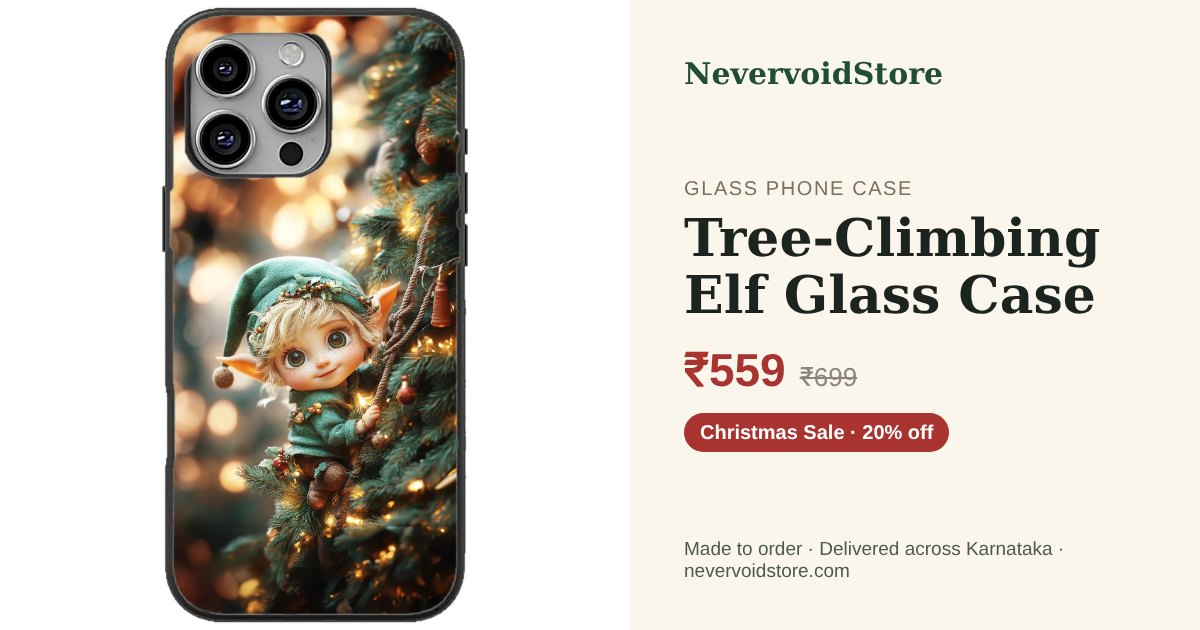 NevervoidStore
GLASS PHONE CASE
Tree-Climbing
Elf Glass Case
₹559 ₹699
Christmas Sale · 20% off
Made to order · Delivered across Karnataka ·
nevervoidstore.com